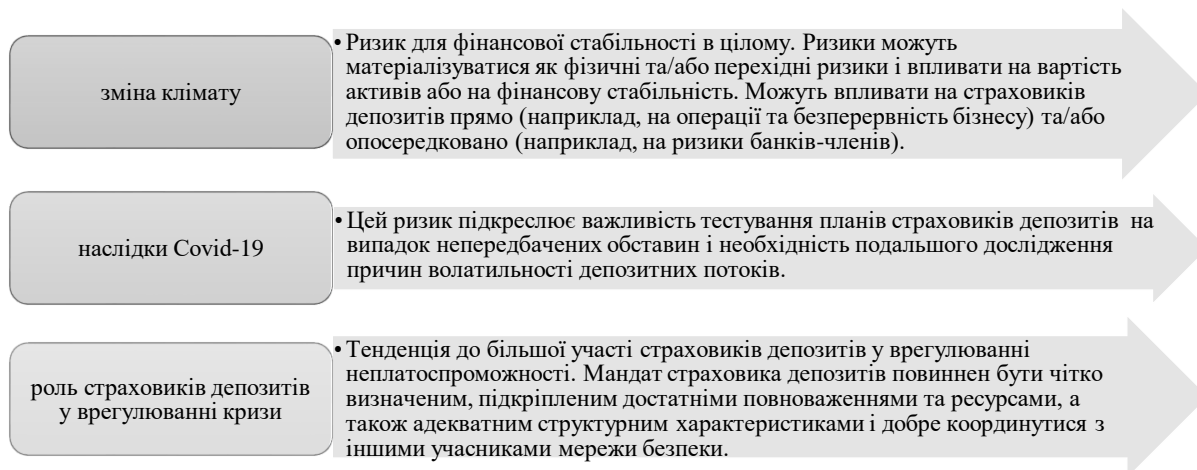 зміна клімату
• Ризик для фінансової стабільності в цілому. Ризики можуть
матеріалізуватися як фізичні та/або перехідні ризики і впливати на вартість
активів або на фінансову стабільність. Можуть впливати на страховиків
депозитів прямо (наприклад, на операції та безперервність бізнесу) та/або
опосередковано (наприклад, на ризики банків-членів).
наслідки Covid-19
• Цей ризик підкреслює важливість тестування планів страховиків депозитів на
випадок непередбачених обставин і необхідність подальшого дослідження
причин волатильності депозитних потоків.
роль страховиків депозитів
у врегулюванні кризи
• Тенденція до більшої участі страховиків депозитів у врегулюванні
неплатоспроможності. Мандат страховика депозитів повиннен бути чітко
визначеним, підкріпленим достатніми повноваженнями та ресурсами, а
також адекватним структурним характеристиками і добре координутися з
іншими учасниками мережи безпеки.